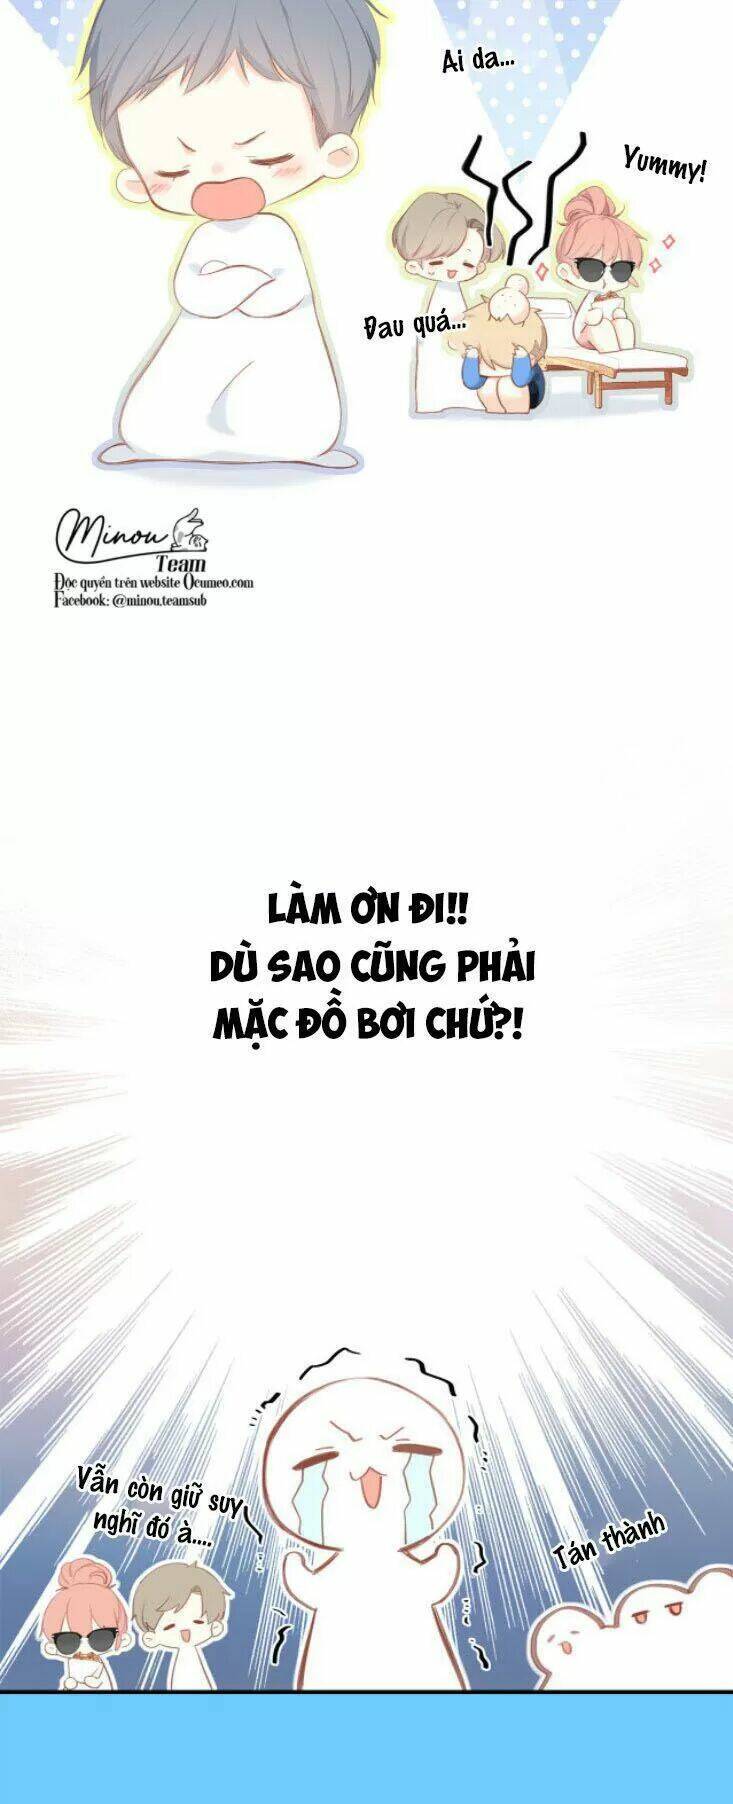 Ai da...
Yummy!
Đau quá...
Minou
Team
Độc quyền trên website Ocumeo.com
Facebook: @minou.teamsub
LÀM ƠN ĐI!!
DÙ SAO CŨNG PHẢI
MẶC ĐỒ BƠI CHỨ?!
Vẫn còn giữ suy
nghĩ đó à....
Tán thành